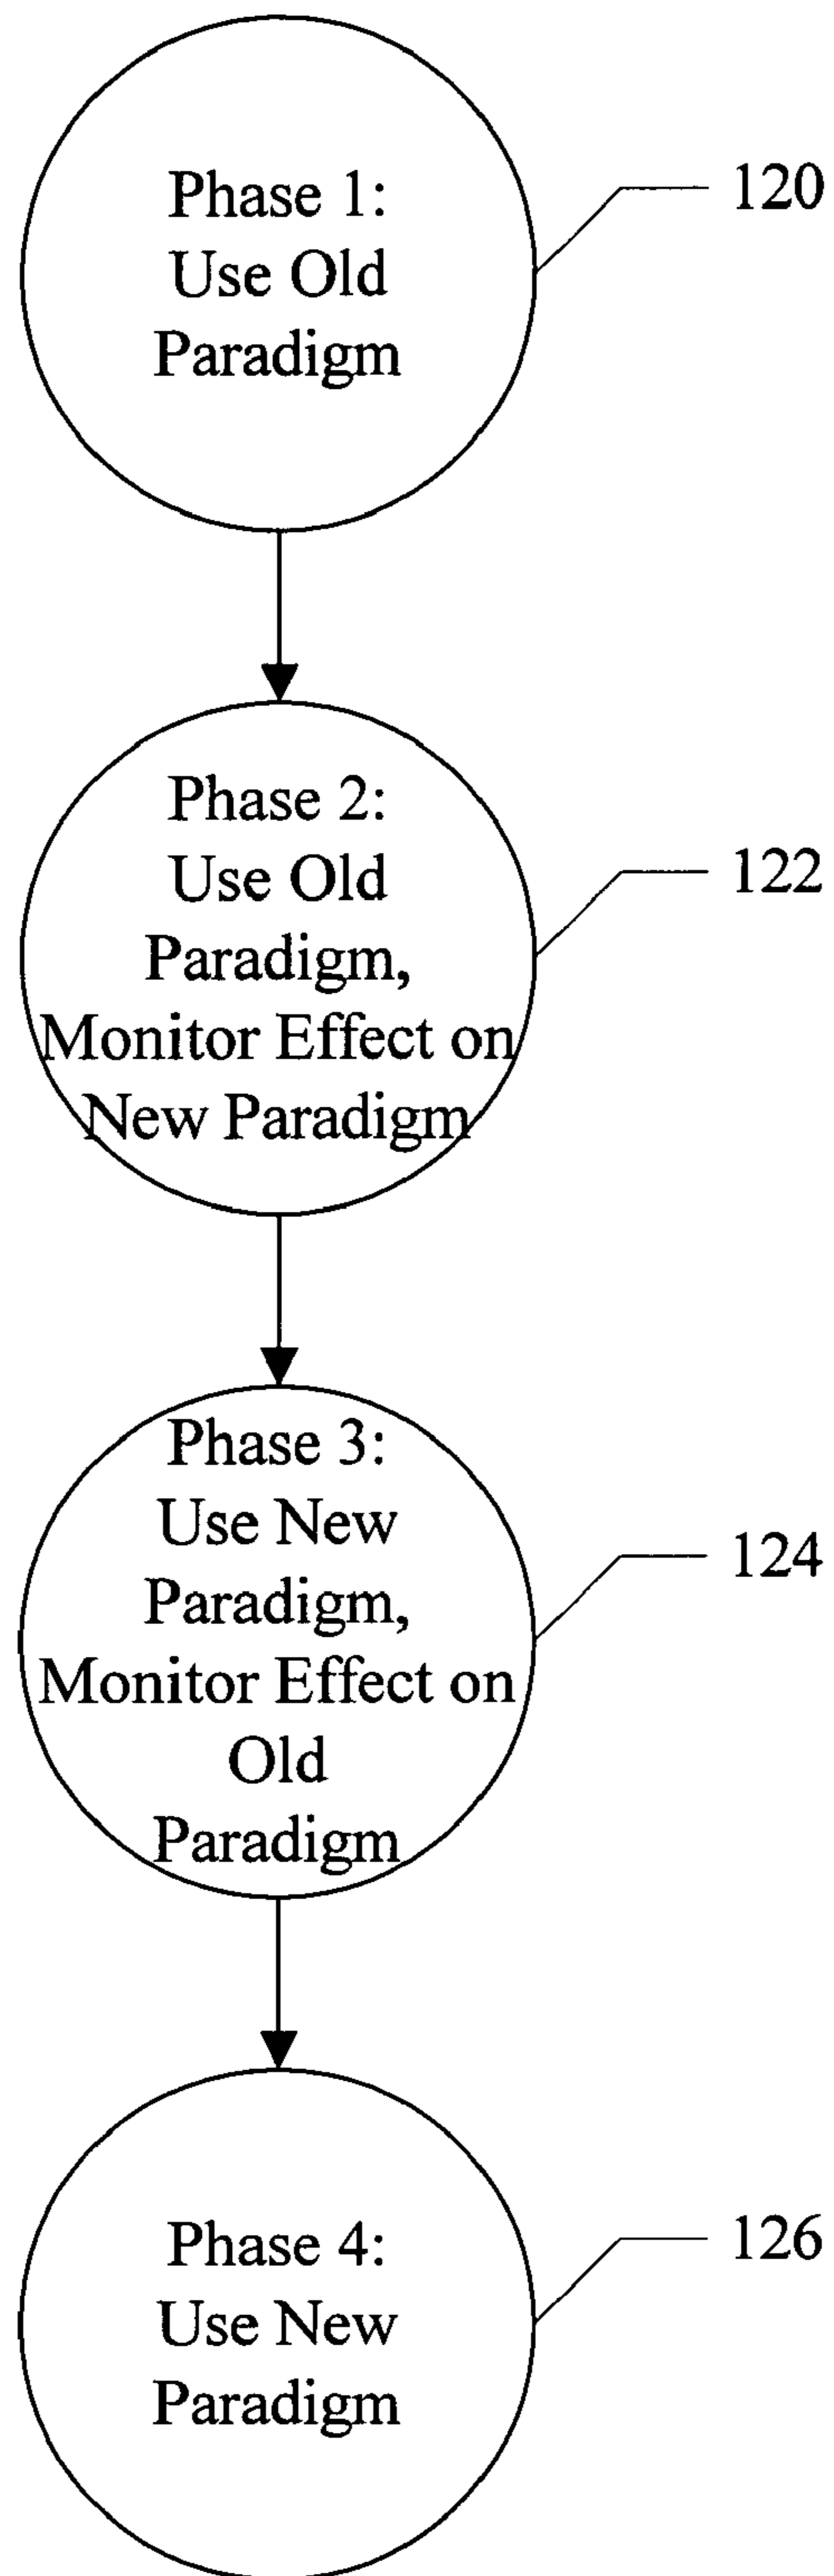 Phase 1:
Use Old
Paradigm
120
Phase 2:
Use Old
Paradigm,
Monitor Effect on
New Paradigm
122
Phase 3:
Use New
Paradigm,
Monitor Effect on
Old
Paradigm
124
Phase 4:
Use New
Paradigm
126